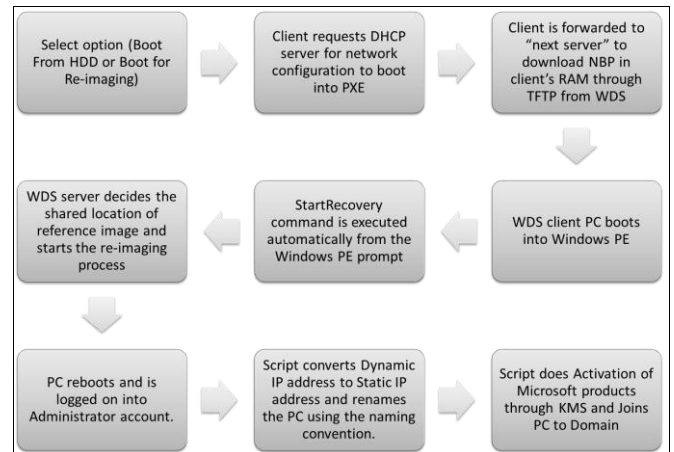 Select option (Boot
From HDD or Boot for
Re-imaging)
Client requests DHCP
server for network
configuration to boot
into PXE
Client is forwarded to
“next server” to
download NBP in
client’s RAM through
TFTP from WDS
WDS client PC boots
into Windows PE
StartRecovery
command is executed
automatically from the
Windows PE prompt
WDS server decides the
shared location of
reference image and
starts the re-imaging
process
PC reboots and is
logged on into
Administrator account.
Script converts Dynamic
IP address to Static IP
address and renames
the PC using the naming
convention.
Script does Activation of
Microsoft products
through KMS and Joins
PC to Domain